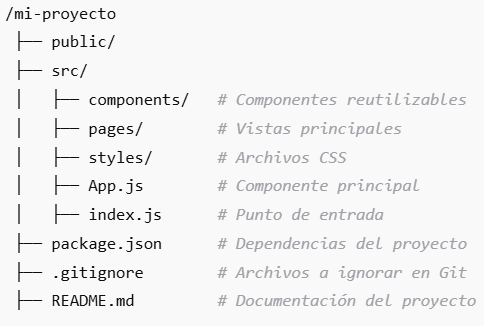 /mi-proyecto
├── public/
├── src/
│   ├── components/   # Componentes reutilizables
│   ├── pages/        # Vistas principales
│   ├── styles/       # Archivos CSS
│   ├── App.js        # Componente principal
│   ├── index.js      # Punto de entrada
├── package.json      # Dependencias del proyecto
├── .gitignore        # Archivos a ignorar en Git
├── README.md         # Documentación del proyecto